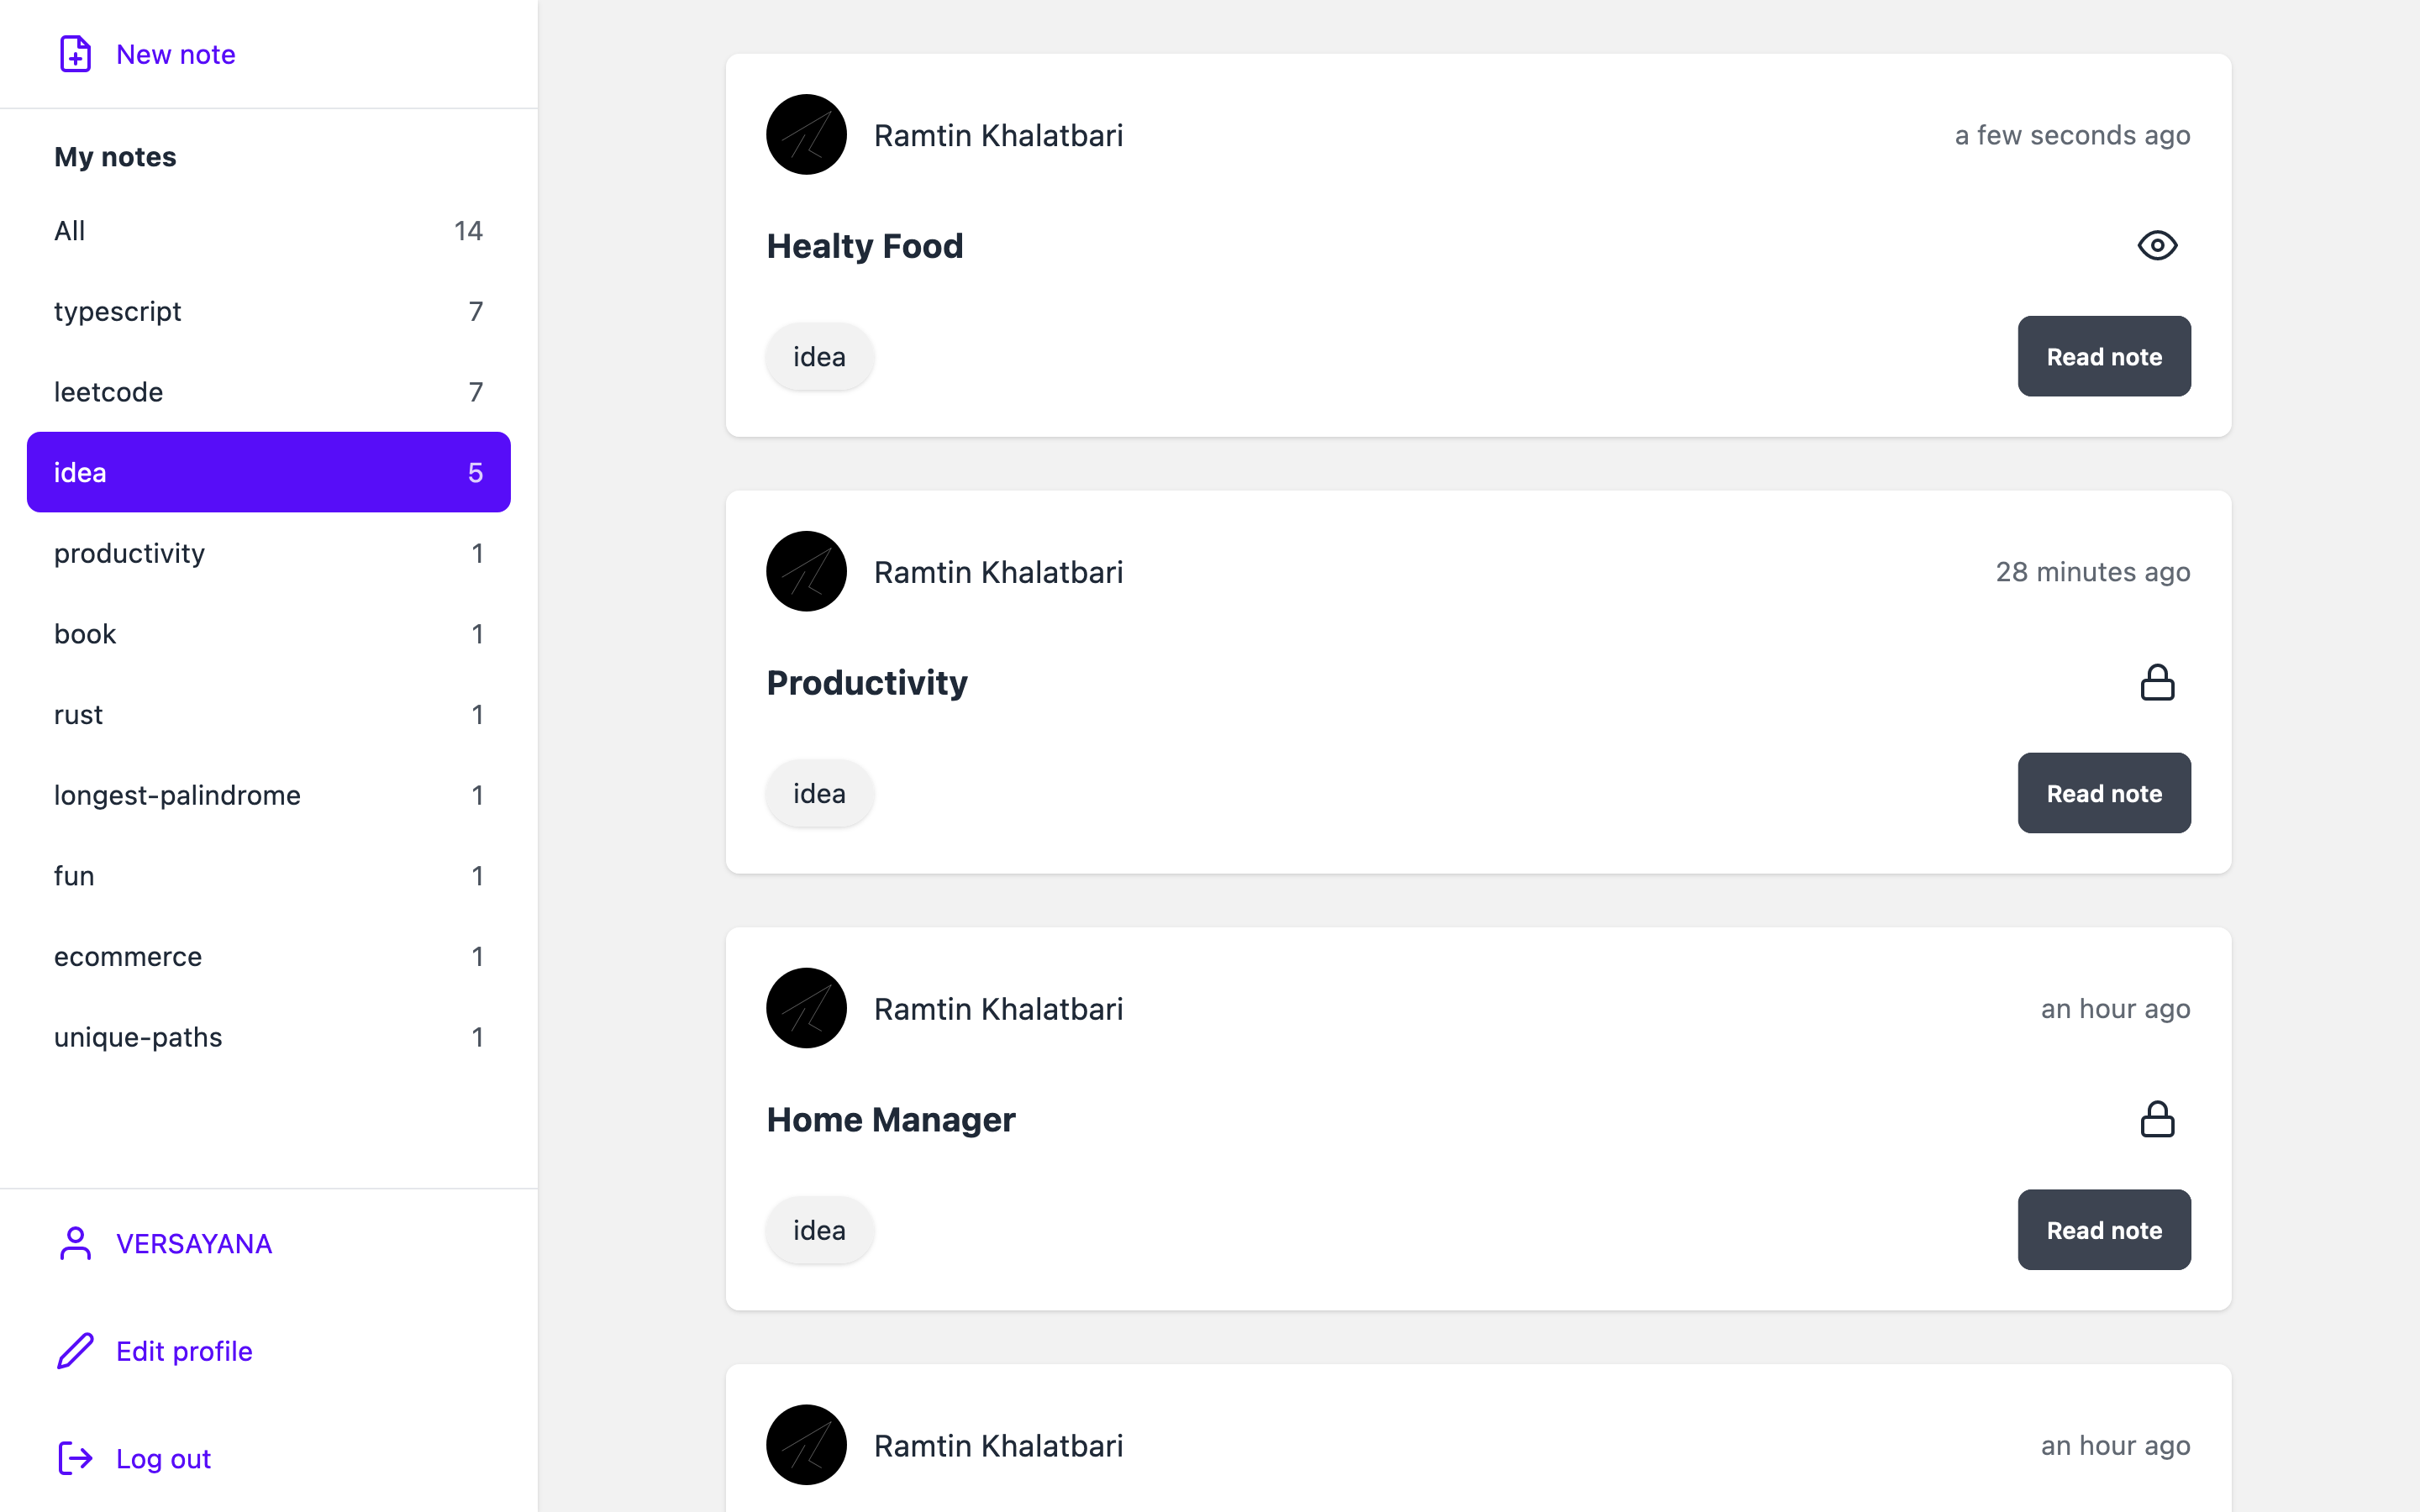 New note
My notes
All 14
typescript 7
leetcode 7
idea 5
productivity 1
book 1
rust 1
longest-palindrome 1
fun 1
ecommerce 1
unique-paths 1
VERSAYANA
Edit profile
Log out
Ramtin Khalatbari a few seconds ago
Healty Food
idea Read note
Ramtin Khalatbari 28 minutes ago
Productivity
idea Read note
Ramtin Khalatbari an hour ago
Home Manager
idea Read note
Ramtin Khalatbari an hour ago